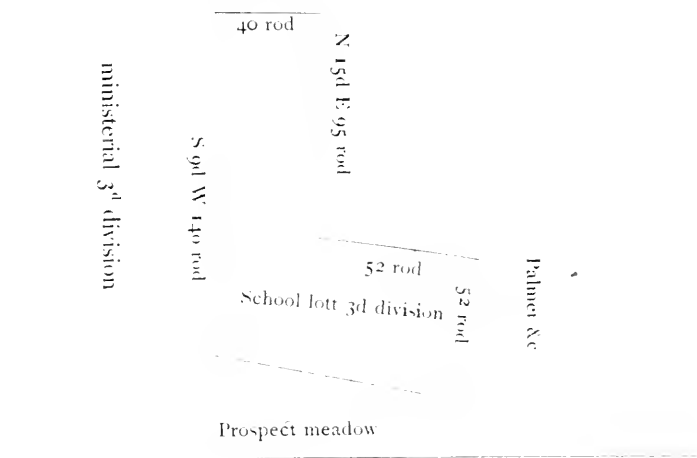 40 rod
N 15d E 95 rod
ministerial 3d division
S 9d W 140 rod
52 rod
52 rod
Palmer &c
School lott 3d division
Prospect meadow